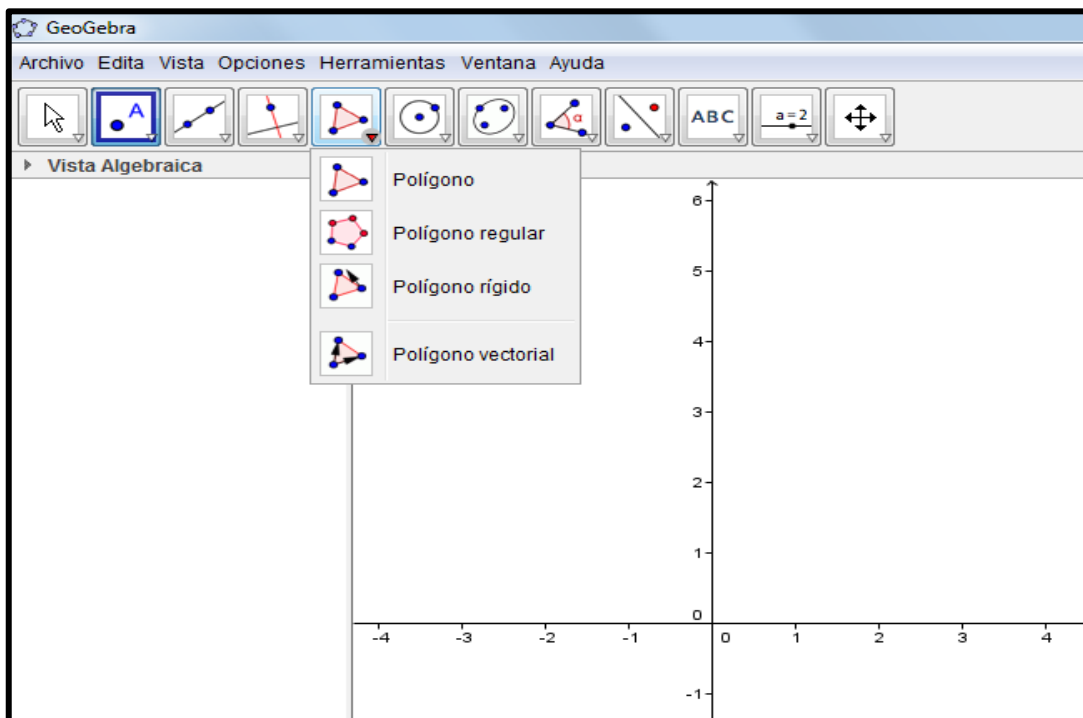 GeoGebra
Archivo Edita Vista Opciones Herramientas Ventana Ayuda
A α ABC a=2
Vista Algebraica
Polígono
Polígono regular
Polígono rígido
Polígono vectorial
6
5
4
3
2
1
0
-4 -3 -2 -1 0 1 2 3 4
-1